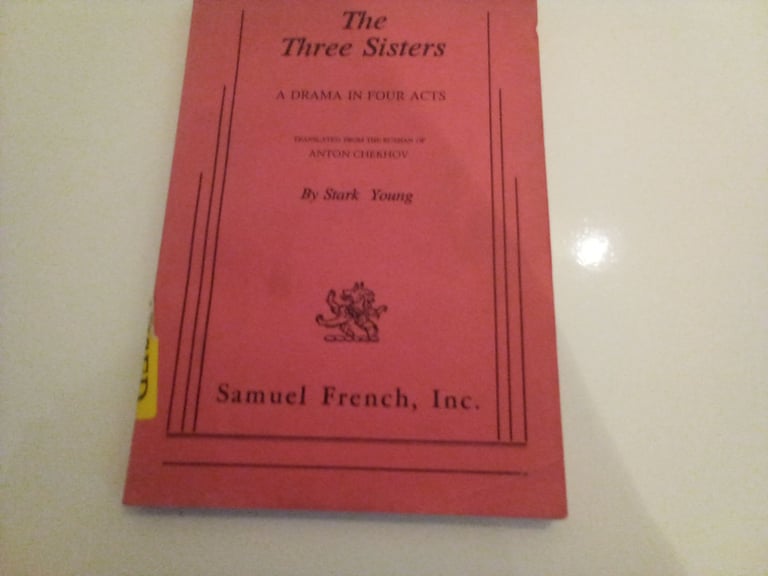 The
Three Sisters
A DRAMA IN FOUR ACTS
TRANSLATED FROM THE RUSSIAN OF
ANTON CHEKHOV
By Stark Young
Samuel French, Inc.